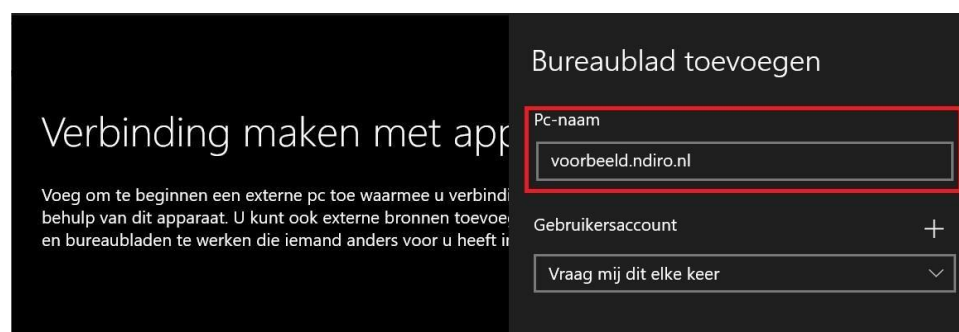 Bureaublad toevoegen
Verbinding maken met app
Voeg om te beginnen een externe pc toe waarmee u verbindi
behulp van dit apparaat. U kunt ook externe bronnen toevoe
en bureaubladen te werken die iemand anders voor u heeft in
Pc-naam
voorbeeld.ndiro.nl
Gebruikersaccount
Vraag mij dit elke keer